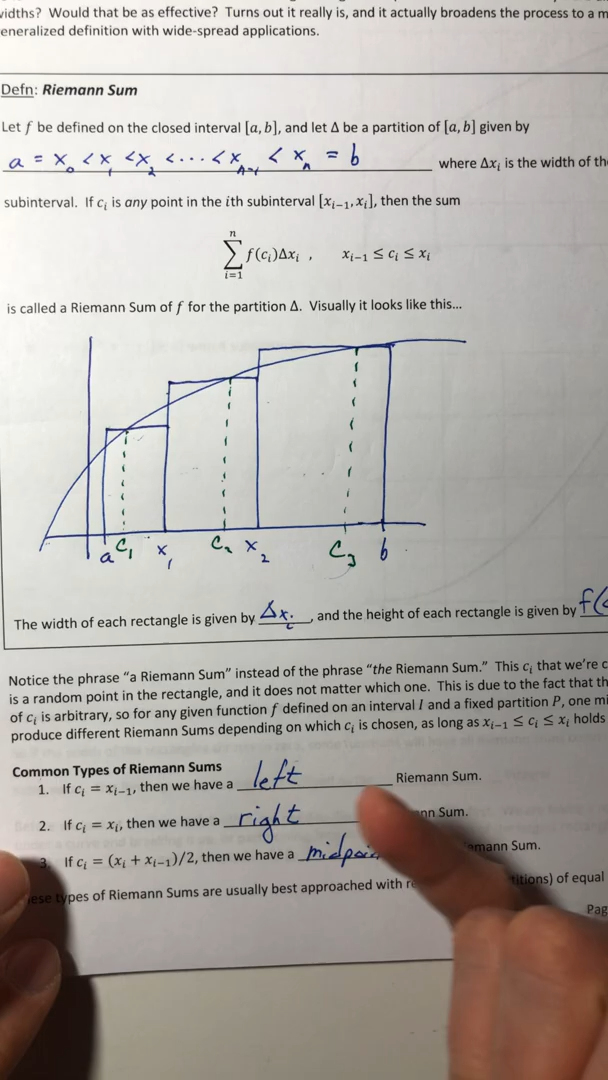 widths? Would that be as effective? Turns out it really is, and it actually broadens the process to a m
eneralized definition with wide-spread applications.
Defn: Riemann Sum
Let f be defined on the closed interval [a, b], and let Δ be a partition of [a, b] given by
a = x₀ < x₁ < x₂ < ... < xₙ₋₁ < xₙ = b where Δxᵢ is the width of th
subinterval. If cᵢ is any point in the ith subinterval [xᵢ₋₁, xᵢ], then the sum
n
∑ f(cᵢ)Δxᵢ , xᵢ₋₁ ≤ cᵢ ≤ xᵢ
i=1
is called a Riemann Sum of f for the partition Δ. Visually it looks like this...
a C₁ x₁ C₂ x₂ C₃ b
The width of each rectangle is given by Δxᵢ, and the height of each rectangle is given by f(c
Notice the phrase “a Riemann Sum” instead of the phrase “the Riemann Sum.” This cᵢ that we’re c
is a random point in the rectangle, and it does not matter which one. This is due to the fact that th
of cᵢ is arbitrary, so for any given function f defined on an interval I and a fixed partition P, one mi
produce different Riemann Sums depending on which cᵢ is chosen, as long as xᵢ₋₁ ≤ cᵢ ≤ xᵢ holds
Common Types of Riemann Sums
1. If cᵢ = xᵢ₋₁, then we have a left Riemann Sum.
2. If cᵢ = xᵢ, then we have a right nn Sum.
3. If cᵢ = (xᵢ + xᵢ₋₁)/2, then we have a midpoin emann Sum.
ese types of Riemann Sums are usually best approached with re titions) of equal
Pag